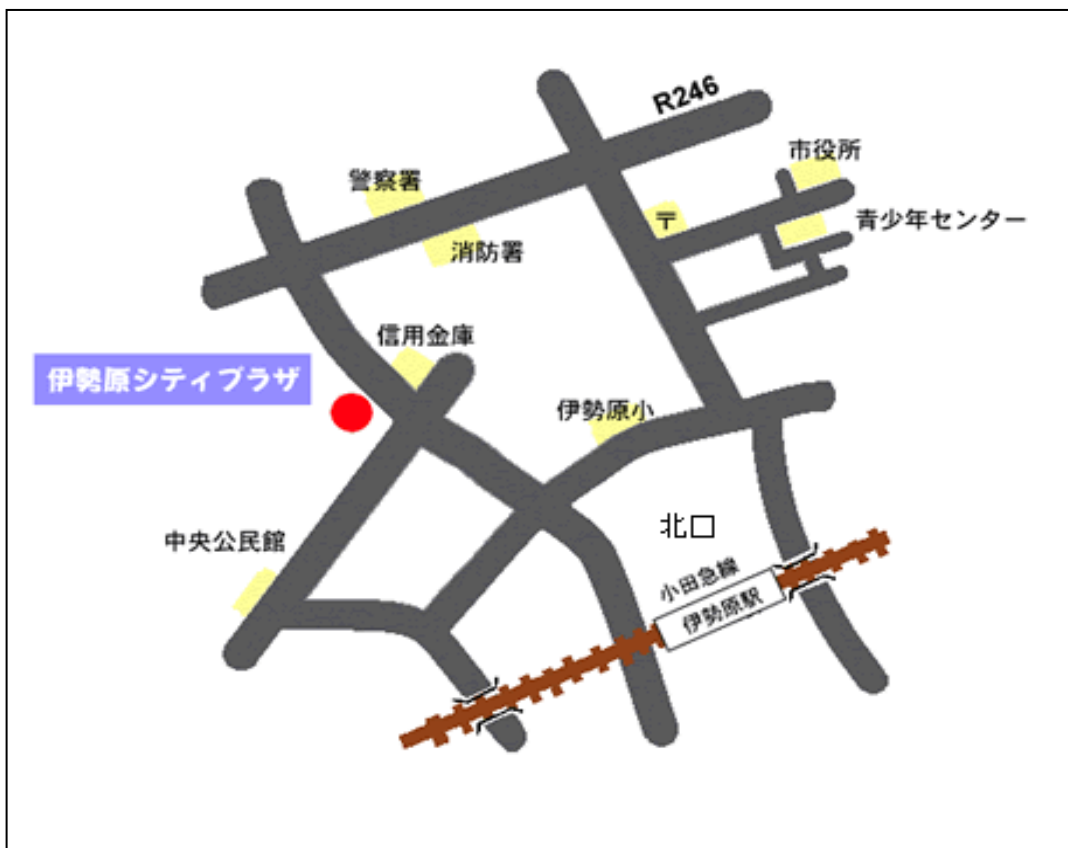 R246
市役所
警察署
〒
青少年センター
消防署
信用金庫
伊勢原シティプラザ
伊勢原小
北口
中央公民館
小田急線
伊勢原駅